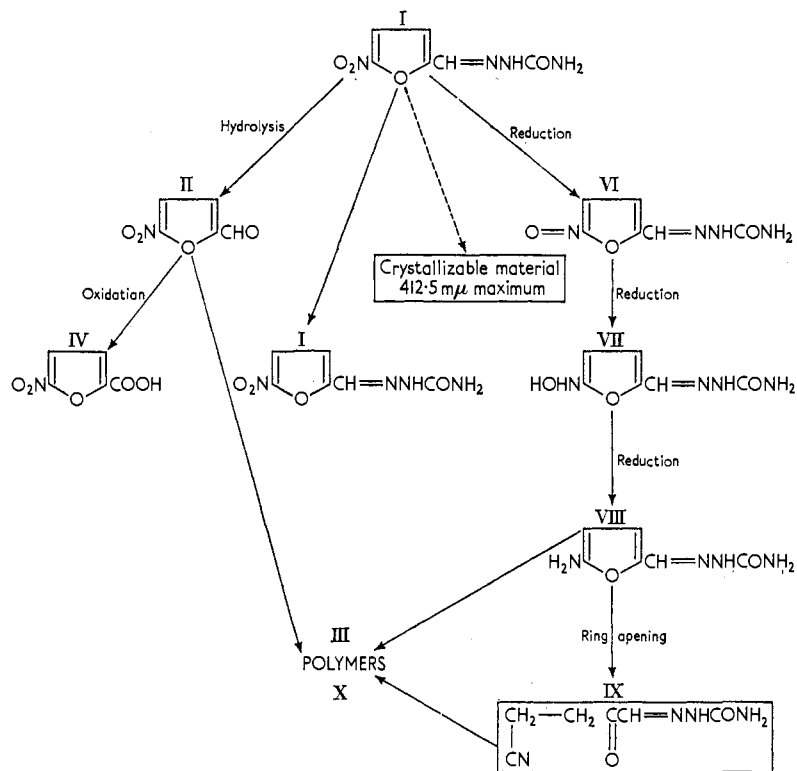 I
O₂N O CH=NNHCONH₂
Hydrolysis
Reduction
II
O₂N O CHO
VI
O=N O CH=NNHCONH₂
Crystallizable material
412·5 mμ maximum
Oxidation
Reduction
IV
O₂N O COOH
I
O₂N O CH=NNHCONH₂
VII
HOHN O CH=NNHCONH₂
Reduction
VIII
H₂N O CH=NNHCONH₂
Ring opening
III
POLYMERS
X
IX
CH₂—CH₂ CCH=NNHCONH₂
CN O